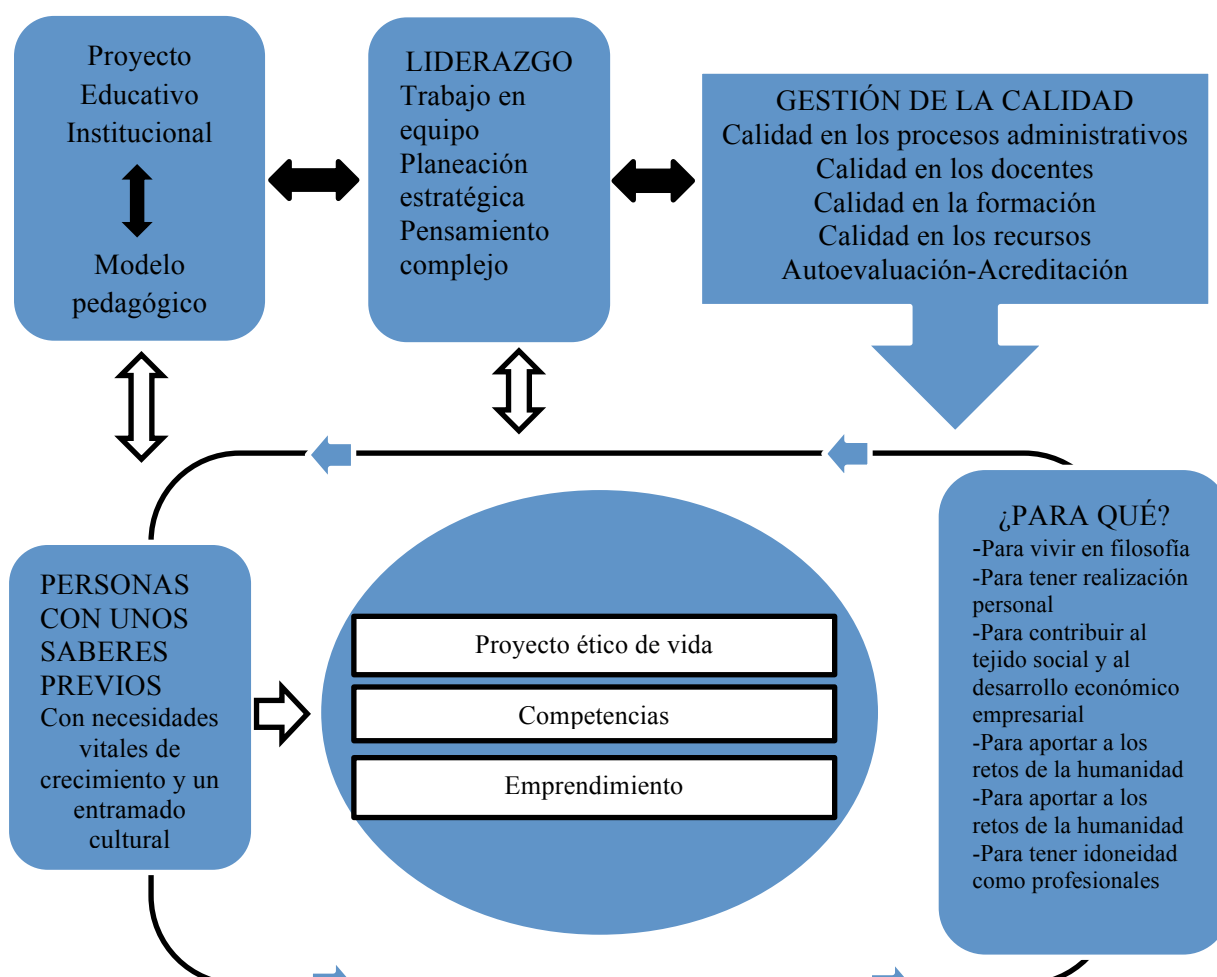 Proyecto
Educativo
Institucional
Modelo
pedagógico
LIDERAZGO
Trabajo en
equipo
Planeación
estratégica
Pensamiento
complejo
GESTIÓN DE LA CALIDAD
Calidad en los procesos administrativos
Calidad en los docentes
Calidad en la formación
Calidad en los recursos
Autoevaluación-Acreditación
PERSONAS
CON UNOS
SABERES
PREVIOS
Con necesidades
vitales de
crecimiento y un
entramado
cultural
Proyecto ético de vida
Competencias
Emprendimiento
¿PARA QUÉ?
-Para vivir en filosofía
-Para tener realización
personal
-Para contribuir al
tejido social y al
desarrollo económico
empresarial
-Para aportar a los
retos de la humanidad
-Para aportar a los
retos de la humanidad
-Para tener idoneidad
como profesionales